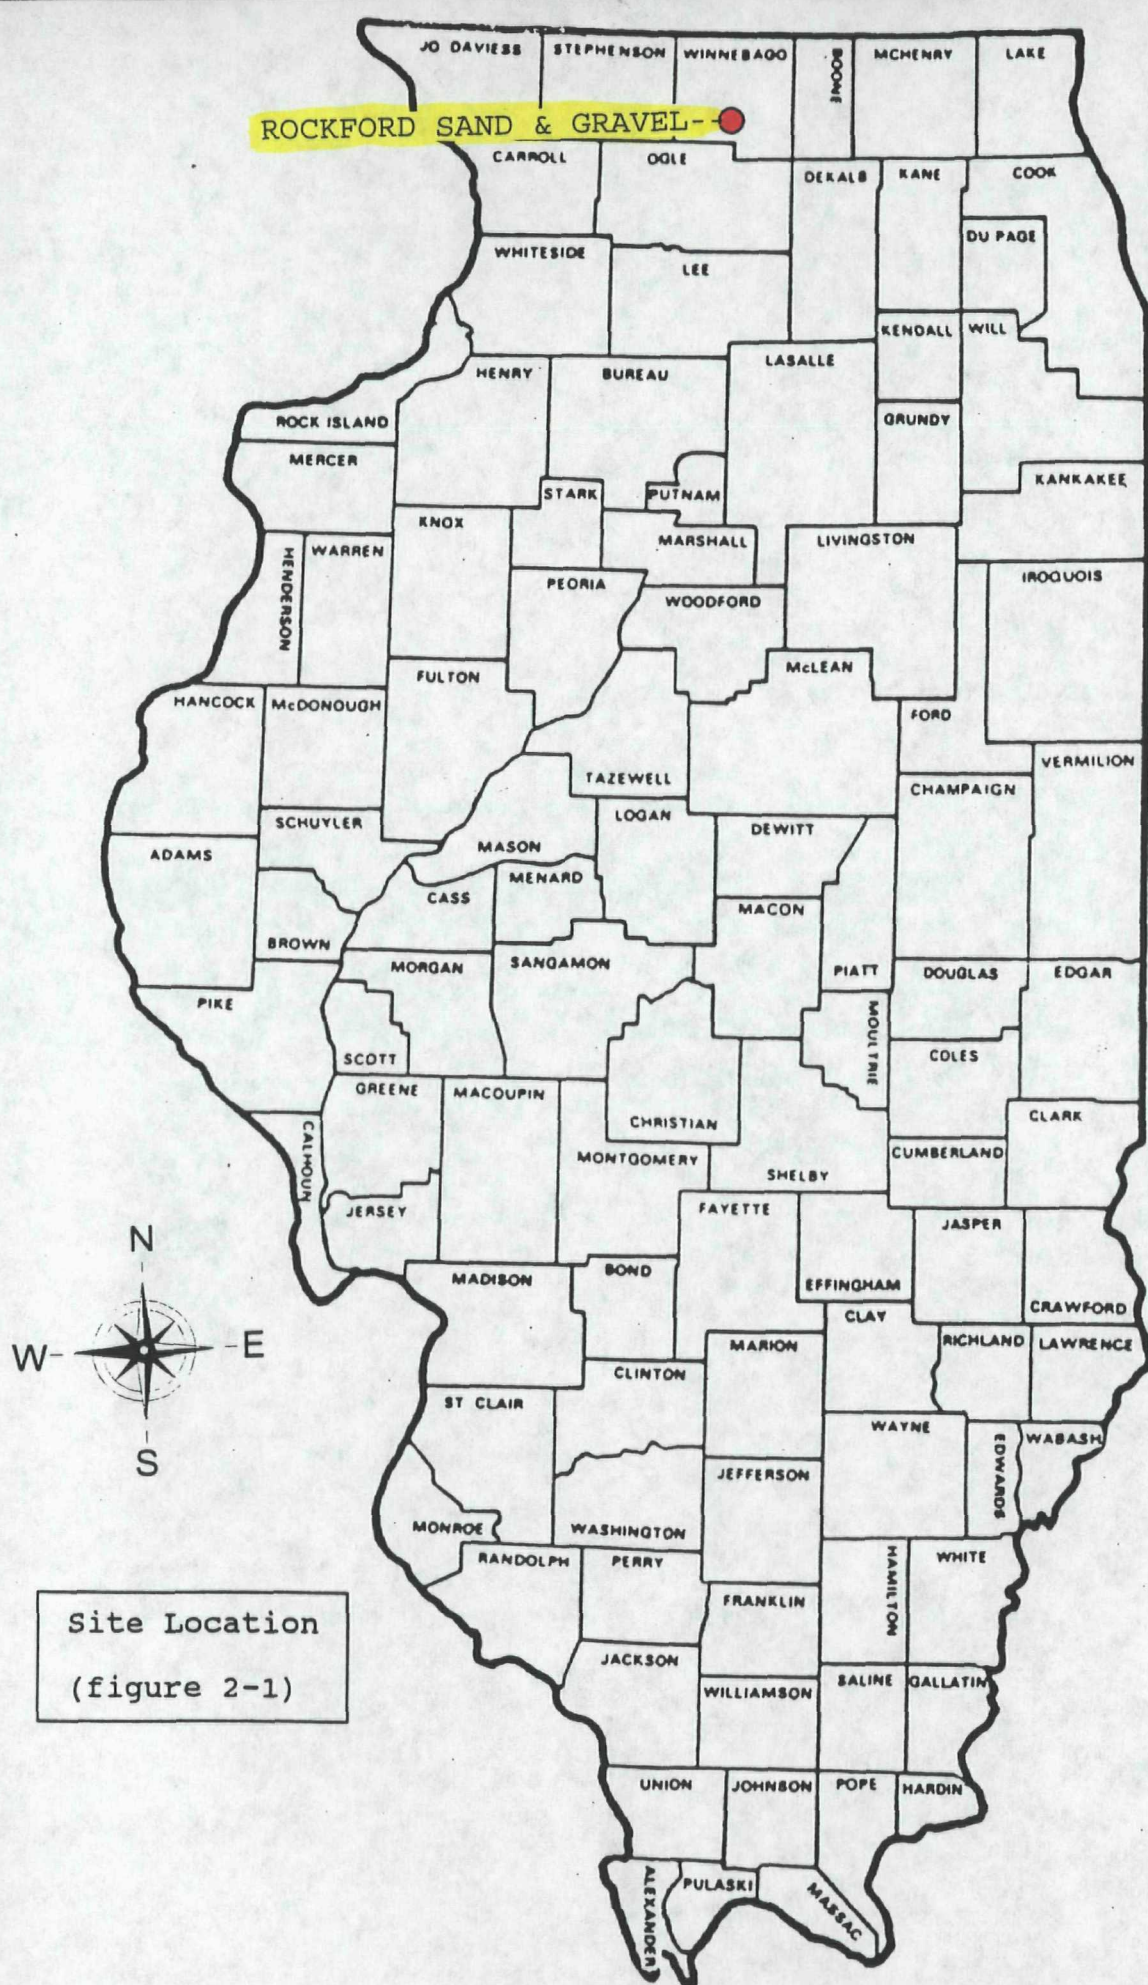 JO DAVIESS
STEPHENSON
WINNEBAGO
BOONE
MCHENRY
LAKE
ROCKFORD SAND & GRAVEL--
CARROLL
OGLE
DEKALB
KANE
COOK
DU PAGE
WHITESIDE
LEE
KENDALL
WILL
HENRY
BUREAU
LASALLE
ROCK ISLAND
GRUNDY
MERCER
KANKAKEE
STARK
PUTNAM
KNOX
MARSHALL
LIVINGSTON
HENDERSON
WARREN
PEORIA
WOODFORD
IROQUOIS
FULTON
McLEAN
HANCOCK
McDONOUGH
FORD
TAZEWELL
VERMILION
CHAMPAIGN
SCHUYLER
LOGAN
DEWITT
ADAMS
MASON
MENARD
CASS
MACON
BROWN
MORGAN
SANGAMON
PIATT
DOUGLAS
EDGAR
PIKE
MOULTRIE
SCOTT
COLES
GREENE
MACOUPIN
CHRISTIAN
CLARK
CALHOUN
MONTGOMERY
CUMBERLAND
SHELBY
JERSEY
FAYETTE
JASPER
N
MADISON
BOND
EFFINGHAM
CRAWFORD
CLAY
W
E
MARION
RICHLAND
LAWRENCE
CLINTON
ST CLAIR
WAYNE
EDWARDS
WABASH
S
JEFFERSON
MONROE
WASHINGTON
RANDOLPH
PERRY
HAMILTON
WHITE
FRANKLIN
Site Location
(figure 2-1)
JACKSON
WILLIAMSON
SALINE
GALLATIN
UNION
JOHNSON
POPE
HARDIN
ALEXANDER
PULASKI
MASSAC